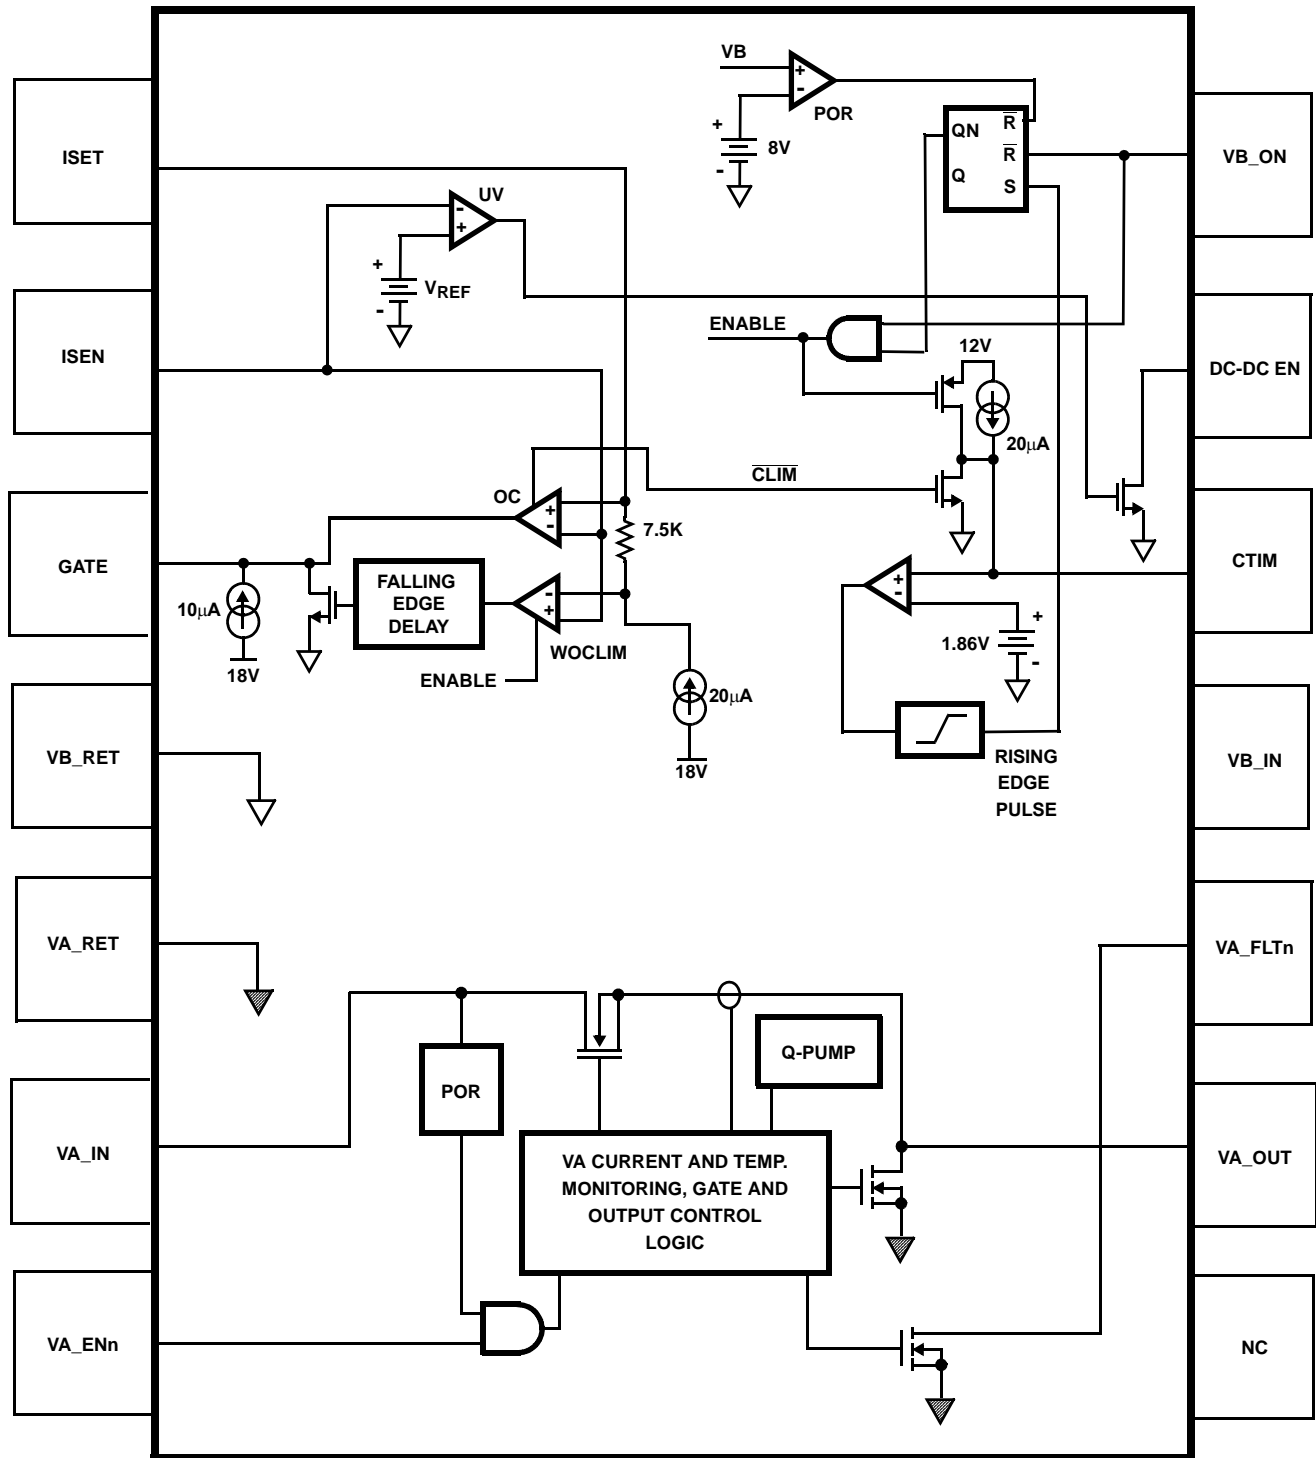 VB
+
-
POR
+
8V
-
QN
R
R
Q
S
ISET
VB_ON
UV
-
+
+
VREF
-
ISEN
ENABLE
12V
DC-DC EN
20µA
CLIM
OC
+
-
7.5K
GATE
10µA
18V
FALLING
EDGE
DELAY
-
+
WOCLIM
ENABLE
+
-
CTIM
1.86V
+
-
20µA
18V
RISING
EDGE
PULSE
VB_RET
VB_IN
VA_RET
VA_FLTn
POR
Q-PUMP
VA_IN
VA CURRENT AND TEMP.
MONITORING, GATE AND
OUTPUT CONTROL
LOGIC
VA_OUT
VA_ENn
NC